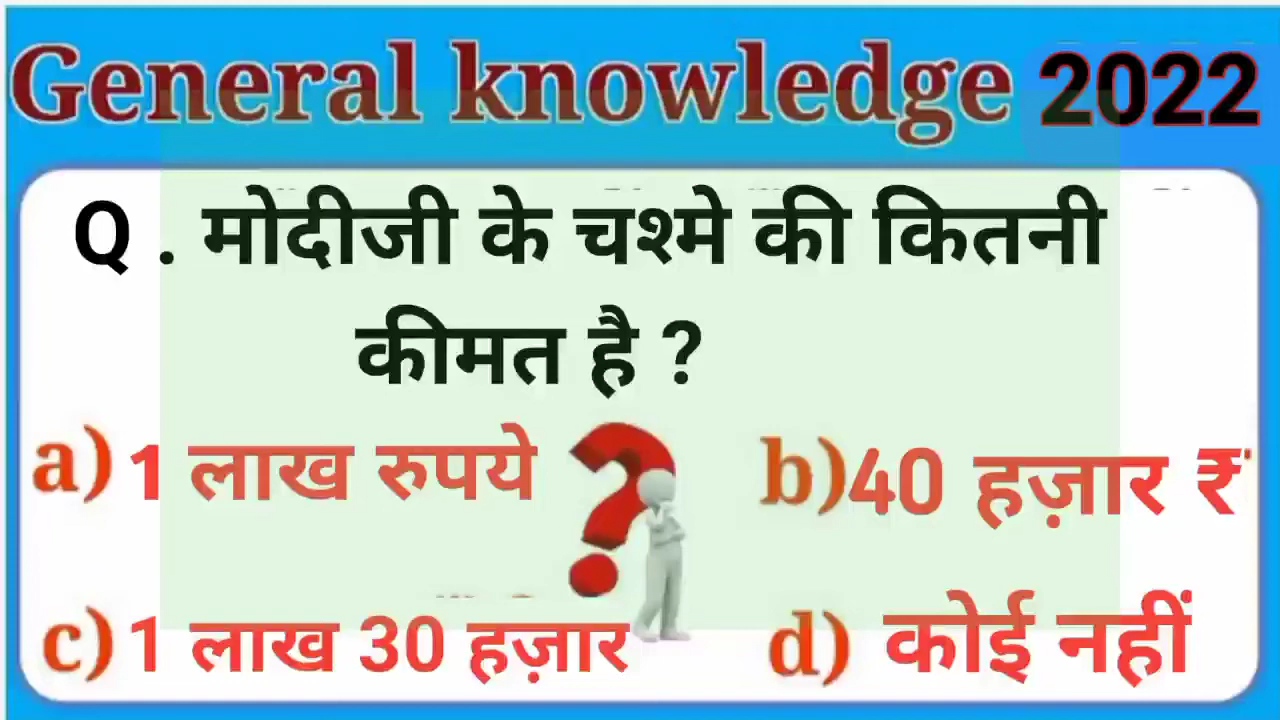 General knowledge 2022
Q . मोदीजी के चश्मे की कितनी
कीमत है ?
a) 1 लाख रुपये
b) 40 हज़ार ₹
c) 1 लाख 30 हज़ार
d) कोई नहीं